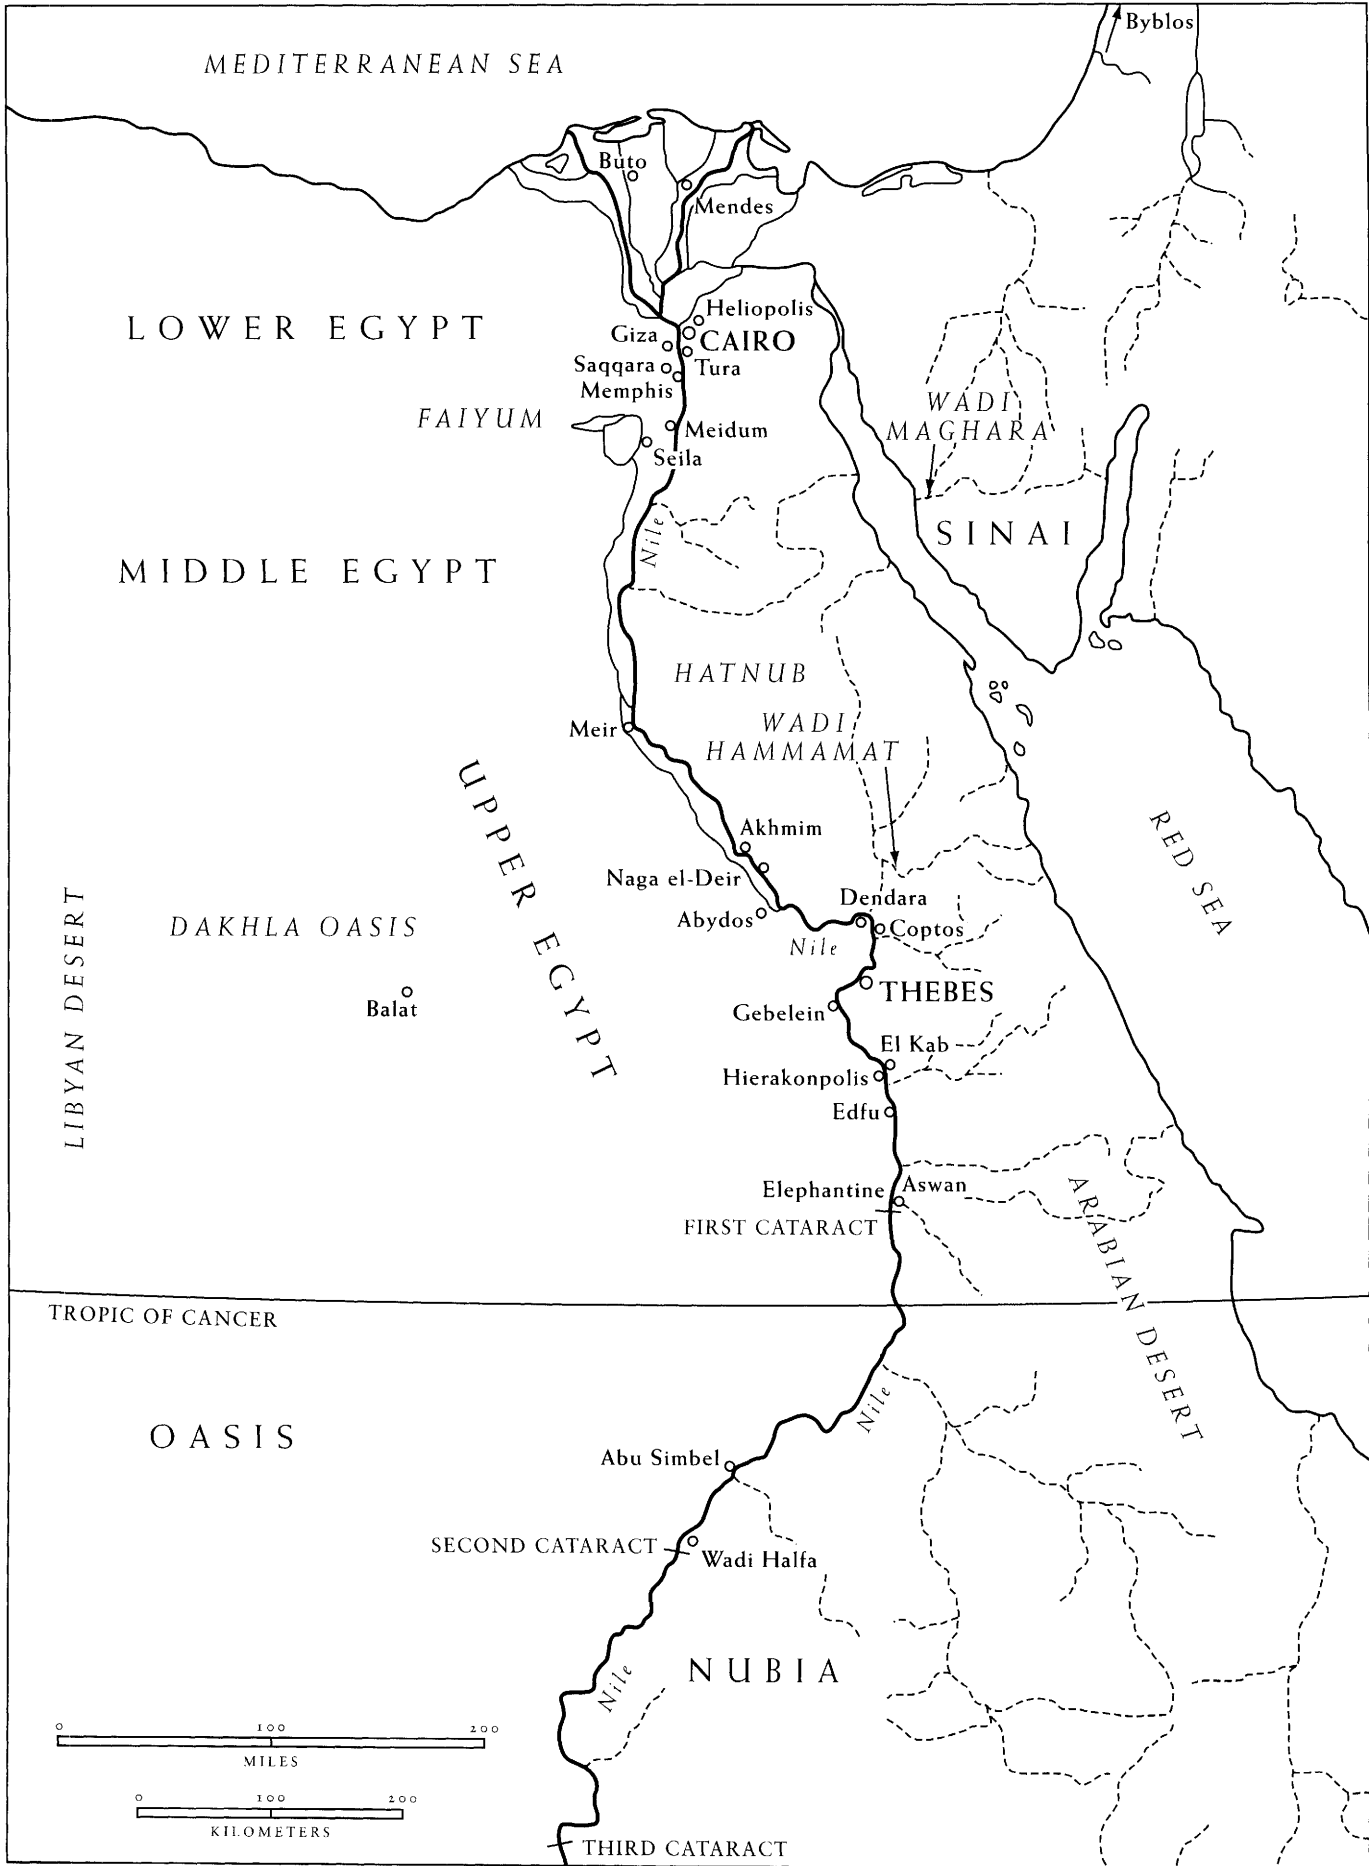 Byblos
MEDITERRANEAN SEA
Buto
Mendes
LOWER EGYPT
Heliopolis
Giza
CAIRO
Saqqara
Tura
Memphis
FAIYUM
Meidum
Seila
WADI
MAGHARA
SINAI
Nile
MIDDLE EGYPT
HATNUB
WADI
HAMMAMAT
Meir
UPPER EGYPT
Akhmim
RED SEA
Naga el-Deir
Dendara
Abydos
Coptos
Nile
DAKHLA OASIS
LIBYAN DESERT
Balat
THEBES
Gebelein
El Kab
Hierakonpolis
Edfu
Elephantine
Aswan
FIRST CATARACT
ARABIAN DESERT
TROPIC OF CANCER
Nile
OASIS
Abu Simbel
SECOND CATARACT
Wadi Halfa
NUBIA
Nile
0 100 200
MILES
0 100 200
KILOMETERS
THIRD CATARACT